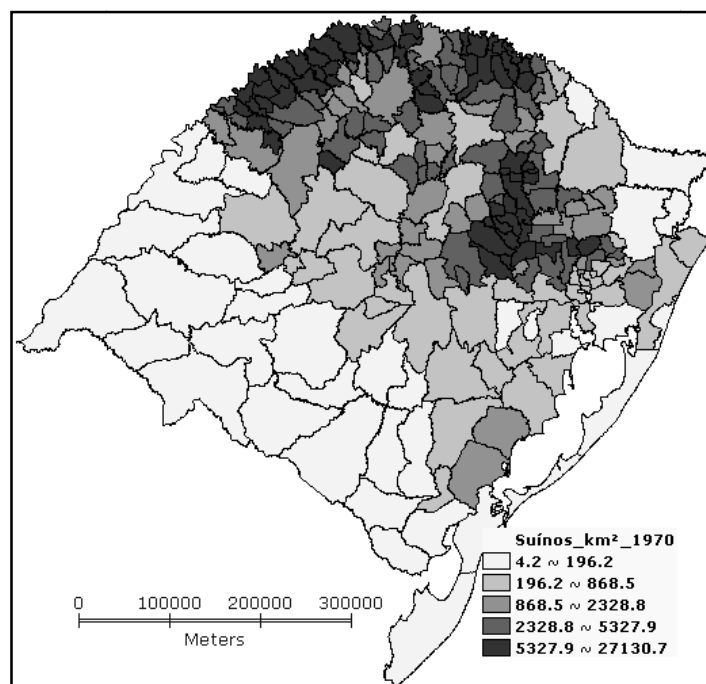 Suínos_km²_1970
4.2 ~ 196.2
196.2 ~ 868.5
868.5 ~ 2328.8
2328.8 ~ 5327.9
5327.9 ~ 27130.7
0 100000 200000 300000
Meters